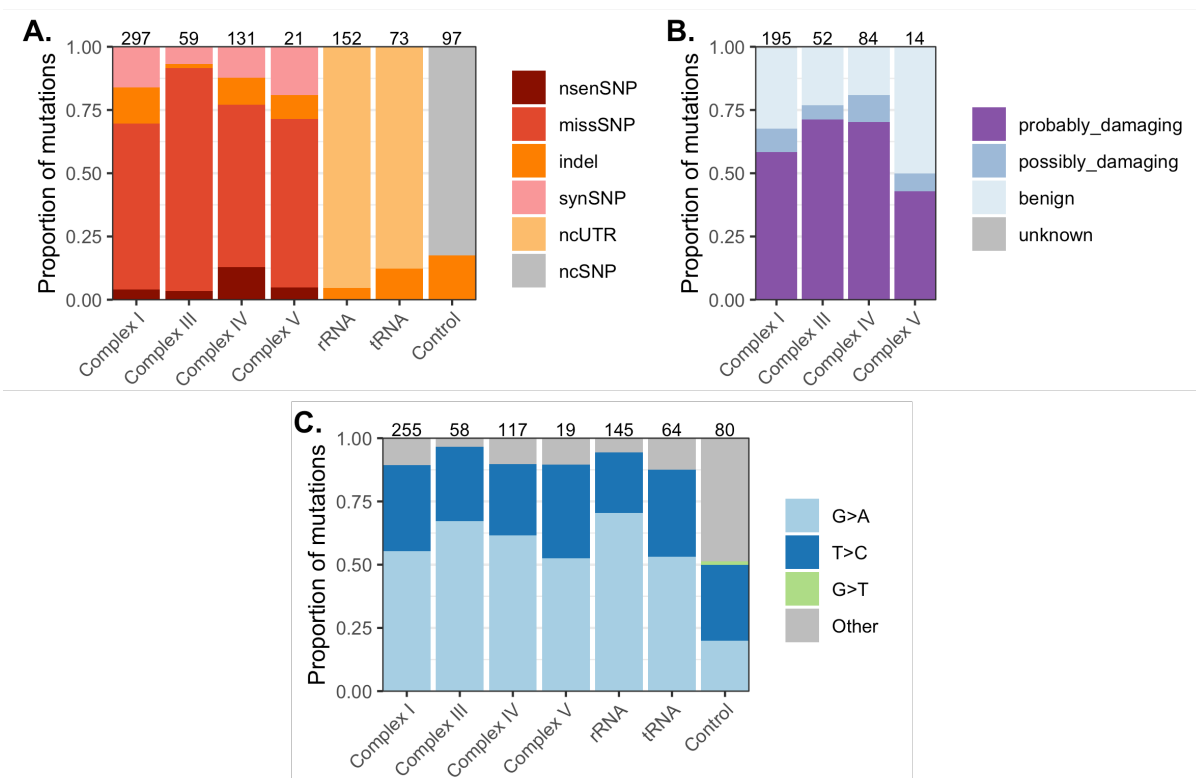 A.
297 59 131 21 152 73 97
Proportion of mutations
1.00
0.75
0.50
0.25
0.00
Complex I
Complex III
Complex IV
Complex V
rRNA
tRNA
Control
nsenSNP
missSNP
indel
synSNP
ncUTR
ncSNP
B.
195 52 84 14
Proportion of mutations
1.00
0.75
0.50
0.25
0.00
Complex I
Complex III
Complex IV
Complex V
probably_damaging
possibly_damaging
benign
unknown
C.
255 58 117 19 145 64 80
Proportion of mutations
1.00
0.75
0.50
0.25
0.00
Complex I
Complex III
Complex IV
Complex V
rRNA
tRNA
Control
G>A
T>C
G>T
Other